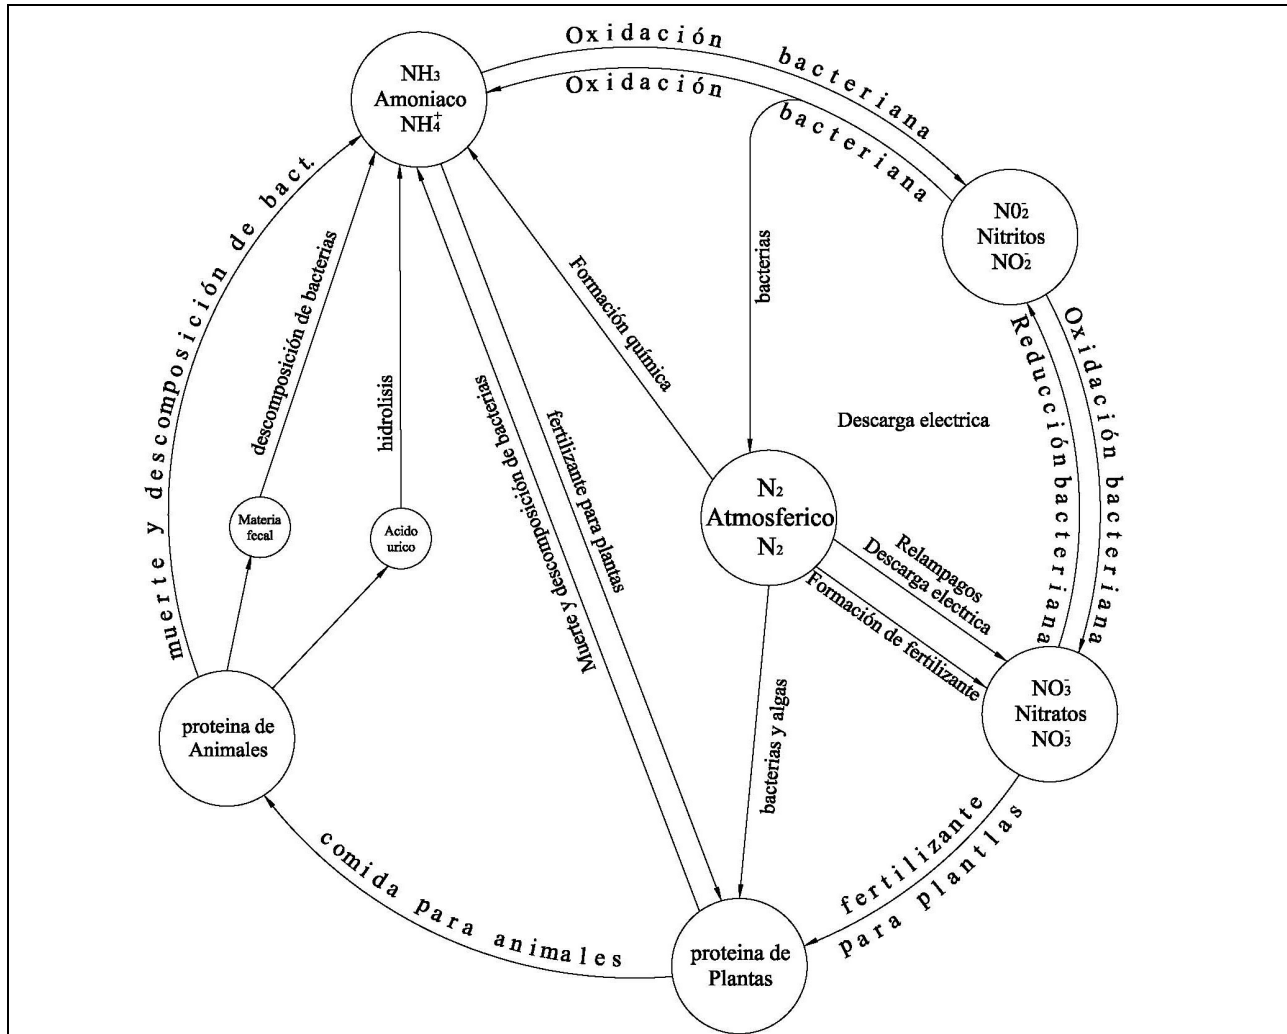 Oxidación bacteriana
Oxidación bacteriana
NH₃
Amoniaco
NH₄⁺
N0₂⁻
Nitritos
NO₂⁻
muerte y descomposición de bact.
descomposición de bacterias
hidrolisis
Formación química
bacterias
Muerte y descomposición de bacterias
fertilizante para plantas
Descarga electrica
Oxidación bacteriana
Reducción bacteriana
Materia
fecal
Acido
urico
N₂
Atmosferico
N₂
Relampagos
Descarga electrica
Formación de fertilizante
NO₃⁻
Nitratos
NO₃⁻
proteina de
Animales
bacterias y algas
fertilizante
para plantlas
comida para animales
proteina de
Plantas